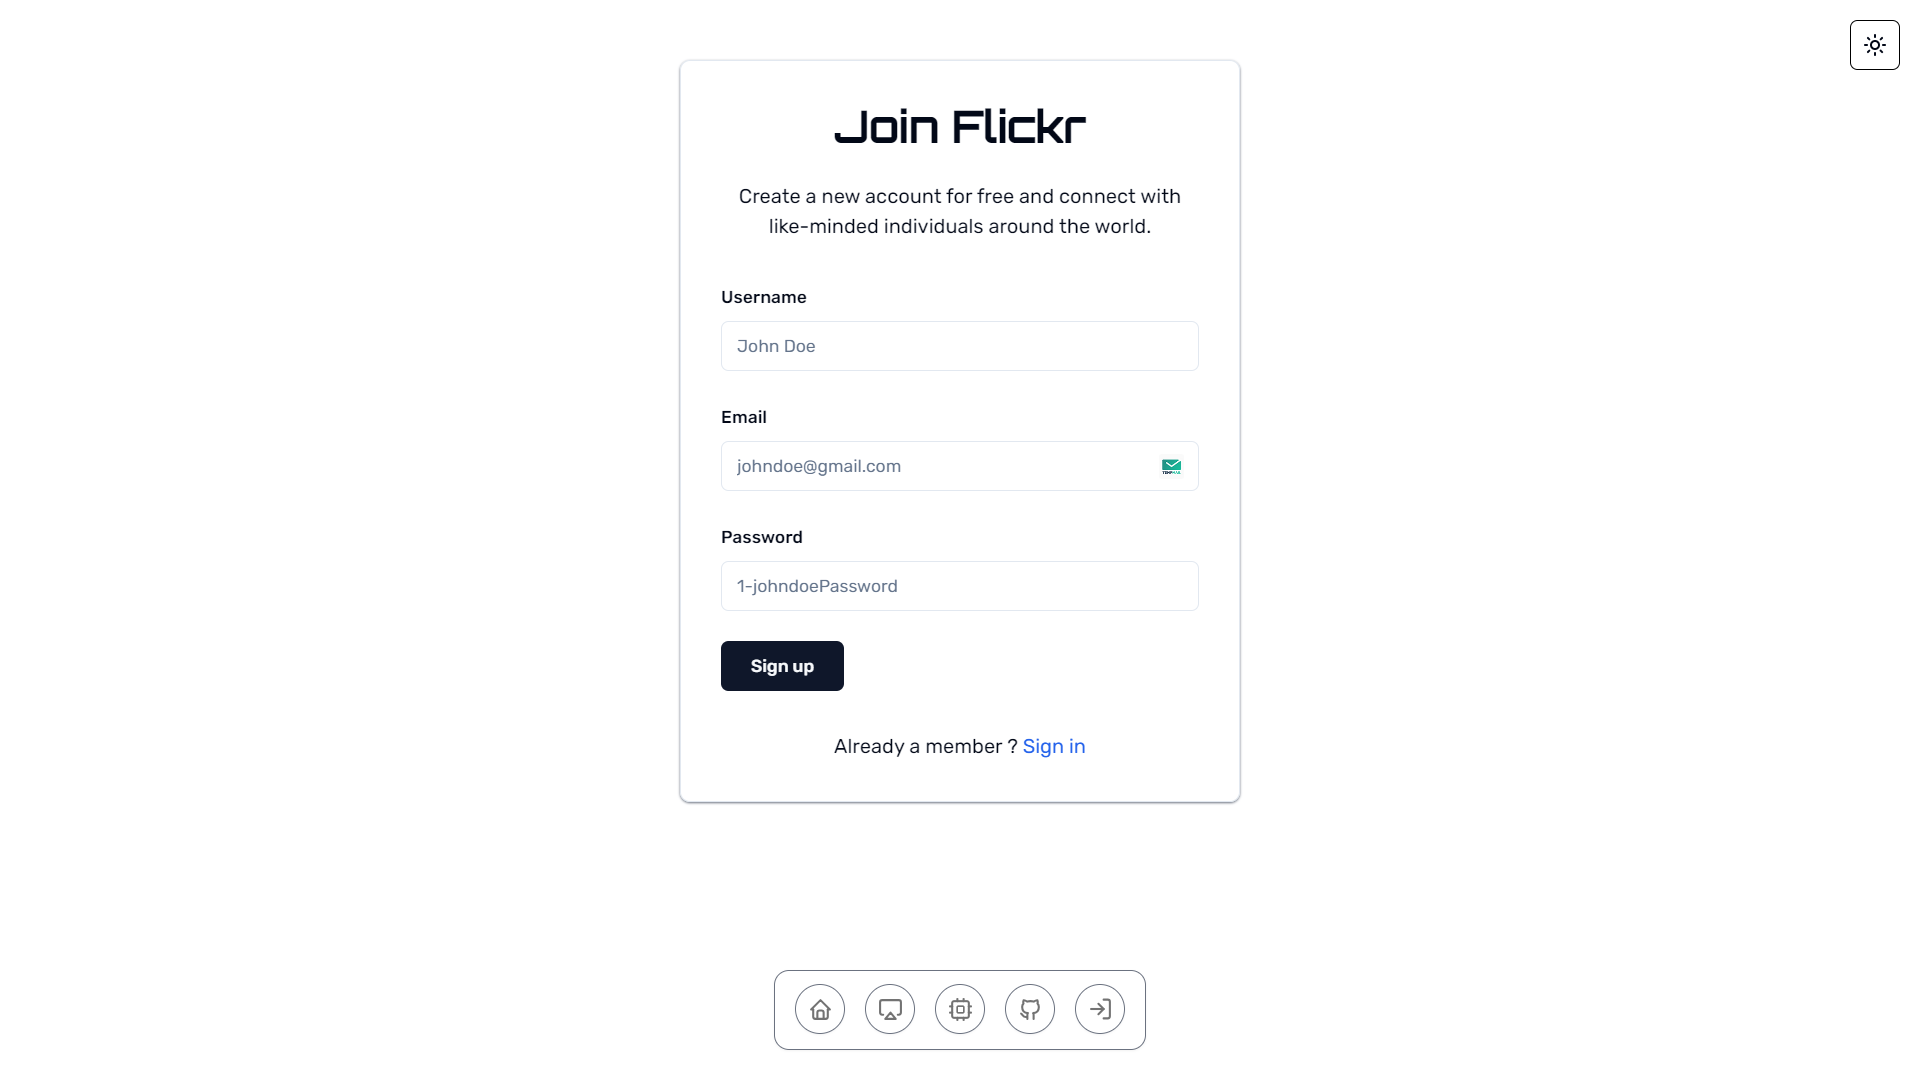 Join Flickr
Create a new account for free and connect with
like-minded individuals around the world.
Username
John Doe
Email
johndoe@gmail.com
Password
1-johndoePassword
Sign up
Already a member ? Sign in